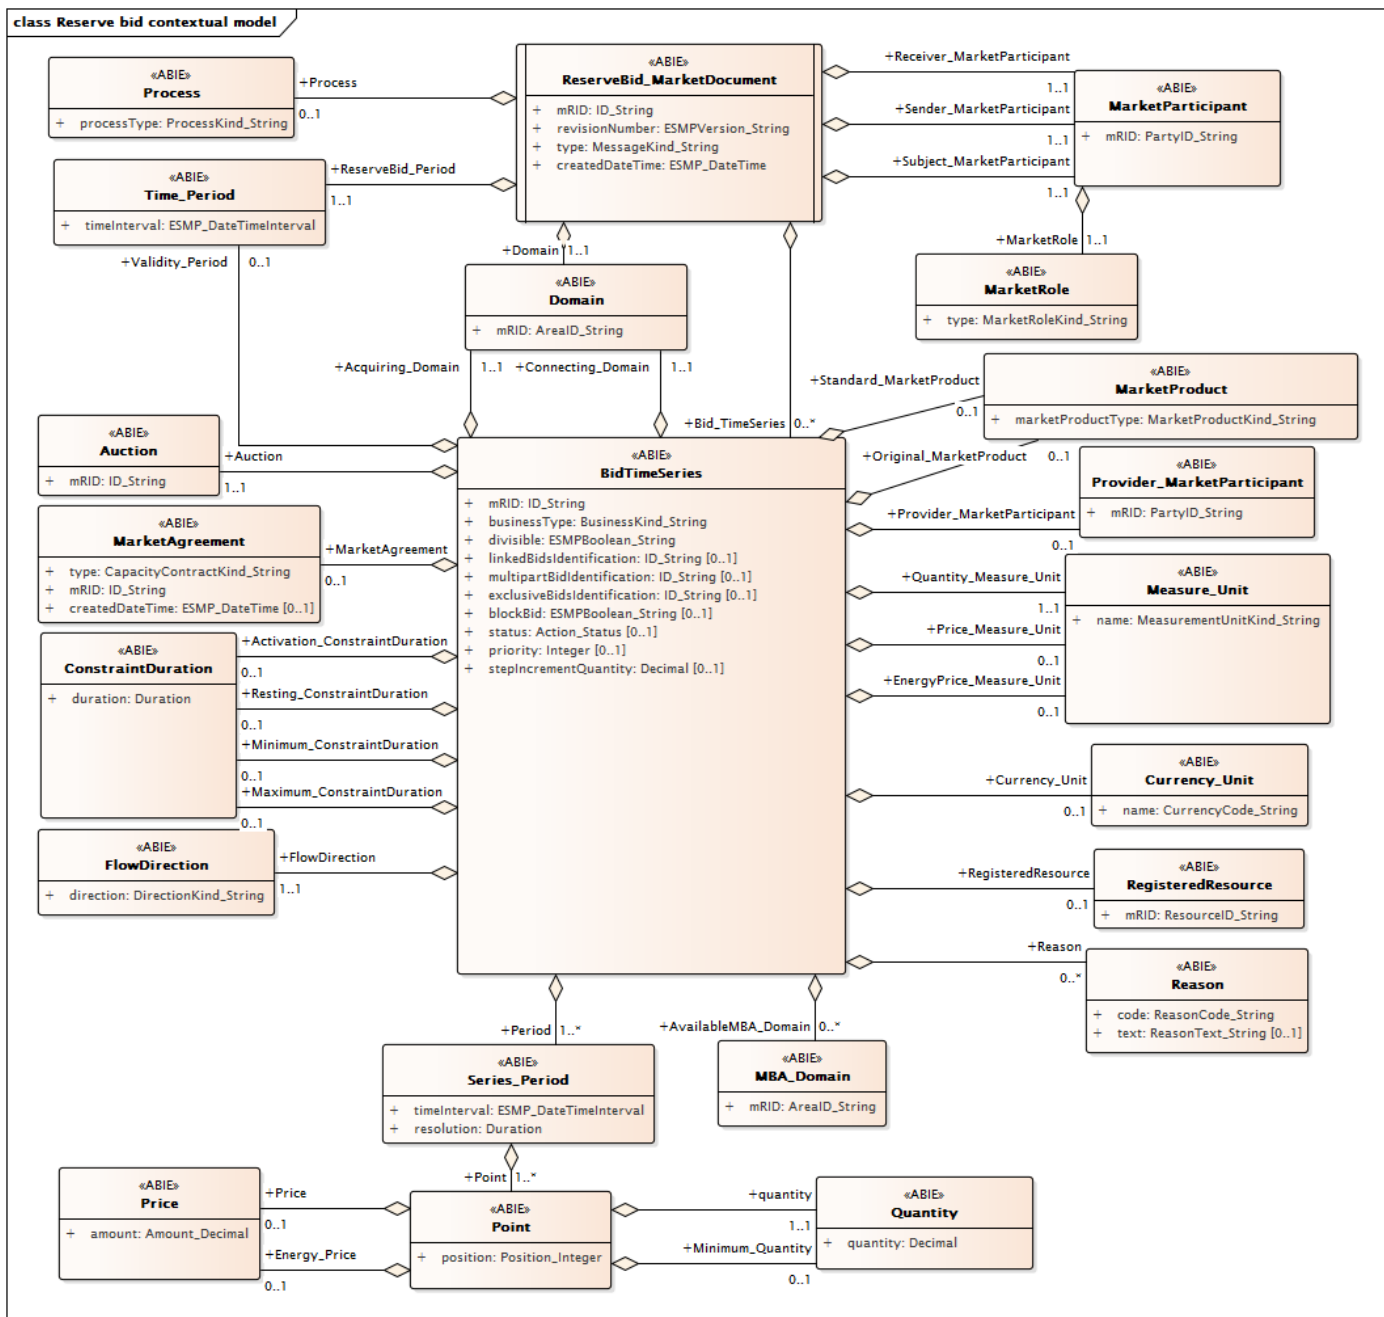 class Reserve bid contextual model
«ABIE»
Process
+ processType: ProcessKind_String
+Process
0..1
«ABIE»
ReserveBid_MarketDocument
+ mRID: ID_String
+ revisionNumber: ESMPVersion_String
+ type: MessageKind_String
+ createdDateTime: ESMP_DateTime
+Receiver_MarketParticipant
1..1
+Sender_MarketParticipant
1..1
+Subject_MarketParticipant
1..1
«ABIE»
MarketParticipant
+ mRID: PartyID_String
«ABIE»
Time_Period
+ timeInterval: ESMP_DateTimeInterval
+ReserveBid_Period
1..1
+Validity_Period
0..1
+Domain
1..1
+MarketRole
1..1
«ABIE»
MarketRole
+ type: MarketRoleKind_String
«ABIE»
Domain
+ mRID: AreaID_String
+Acquiring_Domain
1..1
+Connecting_Domain
1..1
+Bid_TimeSeries
0..*
+Standard_MarketProduct
0..1
«ABIE»
MarketProduct
+ marketProductType: MarketProductKind_String
+Original_MarketProduct
0..1
«ABIE»
Auction
+ mRID: ID_String
+Auction
1..1
«ABIE»
BidTimeSeries
+ mRID: ID_String
+ businessType: BusinessKind_String
+ divisible: ESMPBoolean_String
+ linkedBidsIdentification: ID_String [0..1]
+ multipartBidIdentification: ID_String [0..1]
+ exclusiveBidsIdentification: ID_String [0..1]
+ blockBid: ESMPBoolean_String [0..1]
+ status: Action_Status [0..1]
+ priority: Integer [0..1]
+ stepIncrementQuantity: Decimal [0..1]
«ABIE»
Provider_MarketParticipant
+ mRID: PartyID_String
+Provider_MarketParticipant
0..1
«ABIE»
MarketAgreement
+ type: CapacityContractKind_String
+ mRID: ID_String
+ createdDateTime: ESMP_DateTime [0..1]
+MarketAgreement
0..1
+Quantity_Measure_Unit
1..1
+Price_Measure_Unit
0..1
+EnergyPrice_Measure_Unit
0..1
«ABIE»
Measure_Unit
+ name: MeasurementUnitKind_String
«ABIE»
ConstraintDuration
+ duration: Duration
+Activation_ConstraintDuration
0..1
+Resting_ConstraintDuration
0..1
+Minimum_ConstraintDuration
0..1
+Maximum_ConstraintDuration
0..1
+Currency_Unit
0..1
«ABIE»
Currency_Unit
+ name: CurrencyCode_String
«ABIE»
FlowDirection
+ direction: DirectionKind_String
+FlowDirection
1..1
+RegisteredResource
0..1
«ABIE»
RegisteredResource
+ mRID: ResourceID_String
+Reason
0..*
«ABIE»
Reason
+ code: ReasonCode_String
+ text: ReasonText_String [0..1]
+Period
1..*
+AvailableMBA_Domain
0..*
«ABIE»
Series_Period
+ timeInterval: ESMP_DateTimeInterval
+ resolution: Duration
«ABIE»
MBA_Domain
+ mRID: AreaID_String
+Point
1..*
«ABIE»
Price
+ amount: Amount_Decimal
+Price
0..1
+Energy_Price
0..1
«ABIE»
Point
+ position: Position_Integer
+quantity
1..1
+Minimum_Quantity
0..1
«ABIE»
Quantity
+ quantity: Decimal